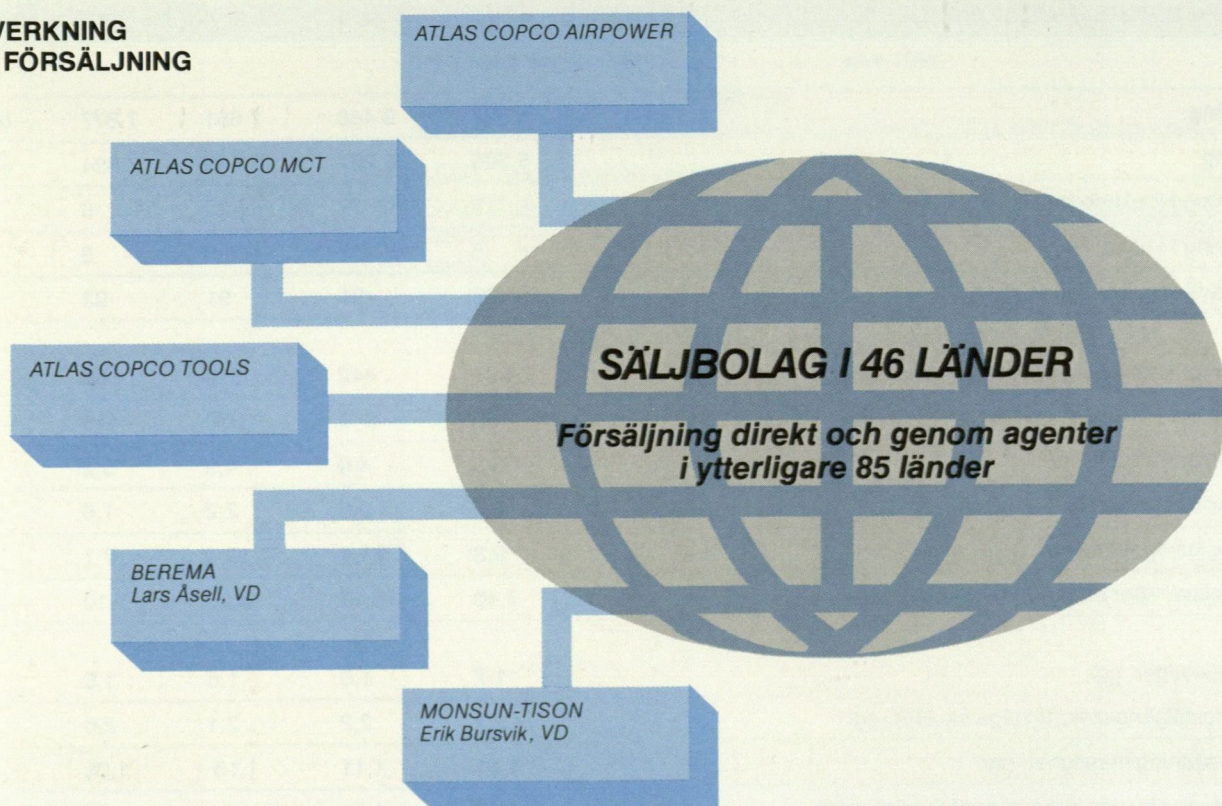 FÖRSÄLJNING
ATLAS COPCO AIRPOWER
ATLAS COPCO MCT
ATLAS COPCO TOOLS
SÄLJBOLAG I 46 LÄNDER
Försäljning direkt och genom agenter
i ytterligare 85 länder
BEREMA
Lars Åsell, VD
MONSUN-TISON
Erik Bursvik, VD